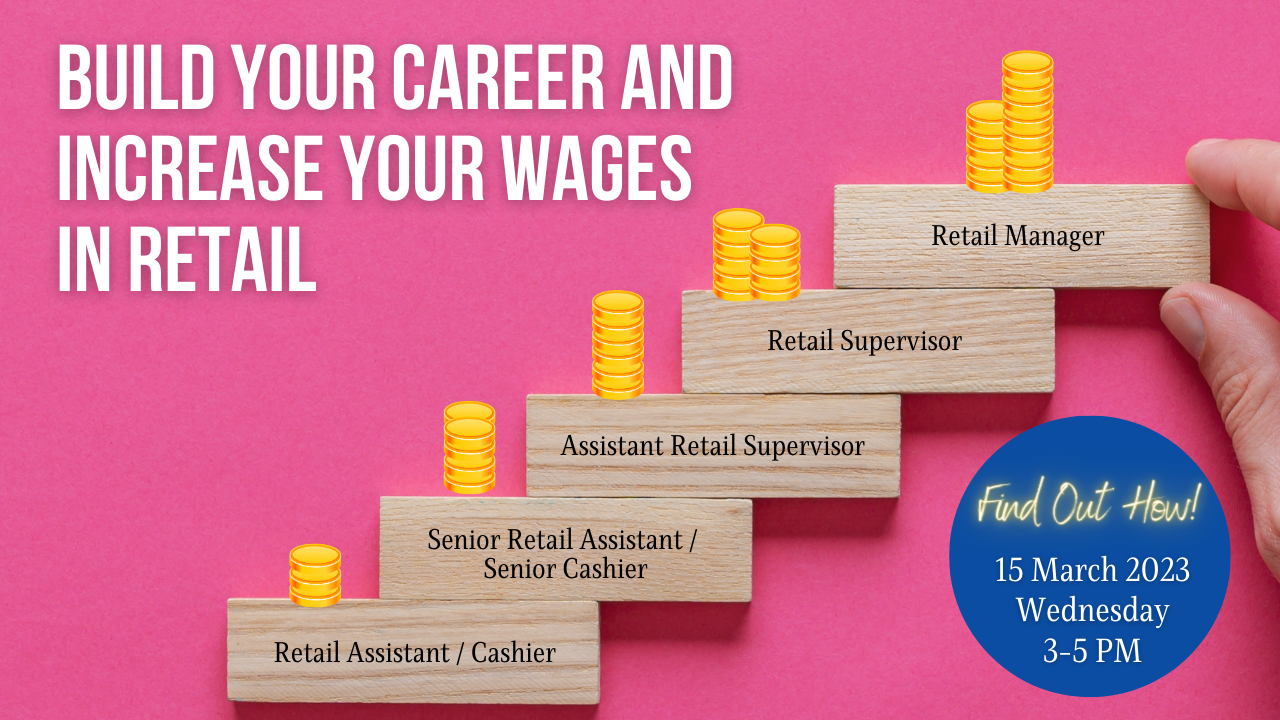 BUILD YOUR CAREER AND
INCREASE YOUR WAGES
IN RETAIL
Retail Manager
Retail Supervisor
Assistant Retail Supervisor
Senior Retail Assistant /
Senior Cashier
Retail Assistant / Cashier
Find Out How!
15 March 2023
Wednesday
3-5 PM